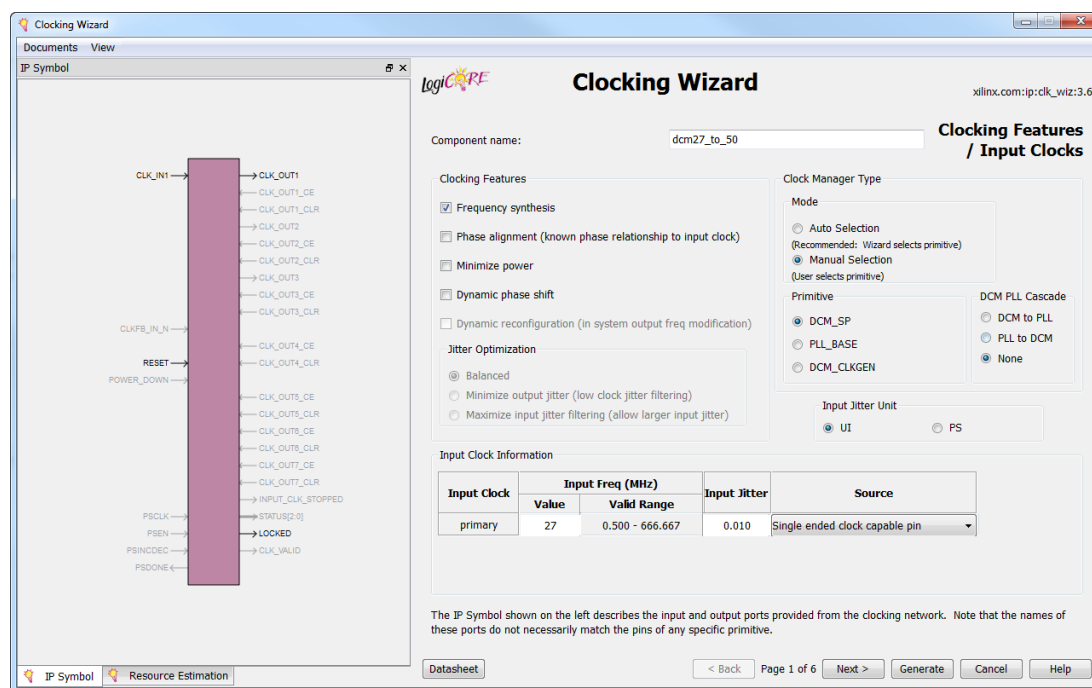 Clocking Wizard
Documents View
IP Symbol
CLK_IN1
CLKFB_IN_N
RESET
POWER_DOWN
PSCLK
PSEN
PSINCDEC
PSDONE
CLK_OUT1
CLK_OUT1_CE
CLK_OUT1_CLR
CLK_OUT2
CLK_OUT2_CE
CLK_OUT2_CLR
CLK_OUT3
CLK_OUT3_CE
CLK_OUT3_CLR
CLK_OUT4_CE
CLK_OUT4_CLR
CLK_OUT5_CE
CLK_OUT5_CLR
CLK_OUT6_CE
CLK_OUT6_CLR
CLK_OUT7_CE
CLK_OUT7_CLR
INPUT_CLK_STOPPED
STATUS[2:0]
LOCKED
CLK_VALID
IP Symbol
Resource Estimation
LogiCORE
Clocking Wizard
xilinx.com:ip:clk_wiz:3.6
Component name:
dcm27_to_50
Clocking Features
/ Input Clocks
Clocking Features
Frequency synthesis
Phase alignment (known phase relationship to input clock)
Minimize power
Dynamic phase shift
Dynamic reconfiguration (in system output freq modification)
Jitter Optimization
Balanced
Minimize output jitter (low clock jitter filtering)
Maximize input jitter filtering (allow larger input jitter)
Clock Manager Type
Mode
Auto Selection
(Recommended: Wizard selects primitive)
Manual Selection
(User selects primitive)
Primitive
DCM_SP
PLL_BASE
DCM_CLKGEN
DCM PLL Cascade
DCM to PLL
PLL to DCM
None
Input Jitter Unit
UI PS
Input Clock Information
Input Clock Input Freq (MHz) Input Jitter Source
Value Valid Range
primary 27 0.500 - 666.667 0.010 Single ended clock capable pin
The IP Symbol shown on the left describes the input and output ports provided from the clocking network. Note that the names of
these ports do not necessarily match the pins of any specific primitive.
Datasheet < Back Page 1 of 6 Next > Generate Cancel Help